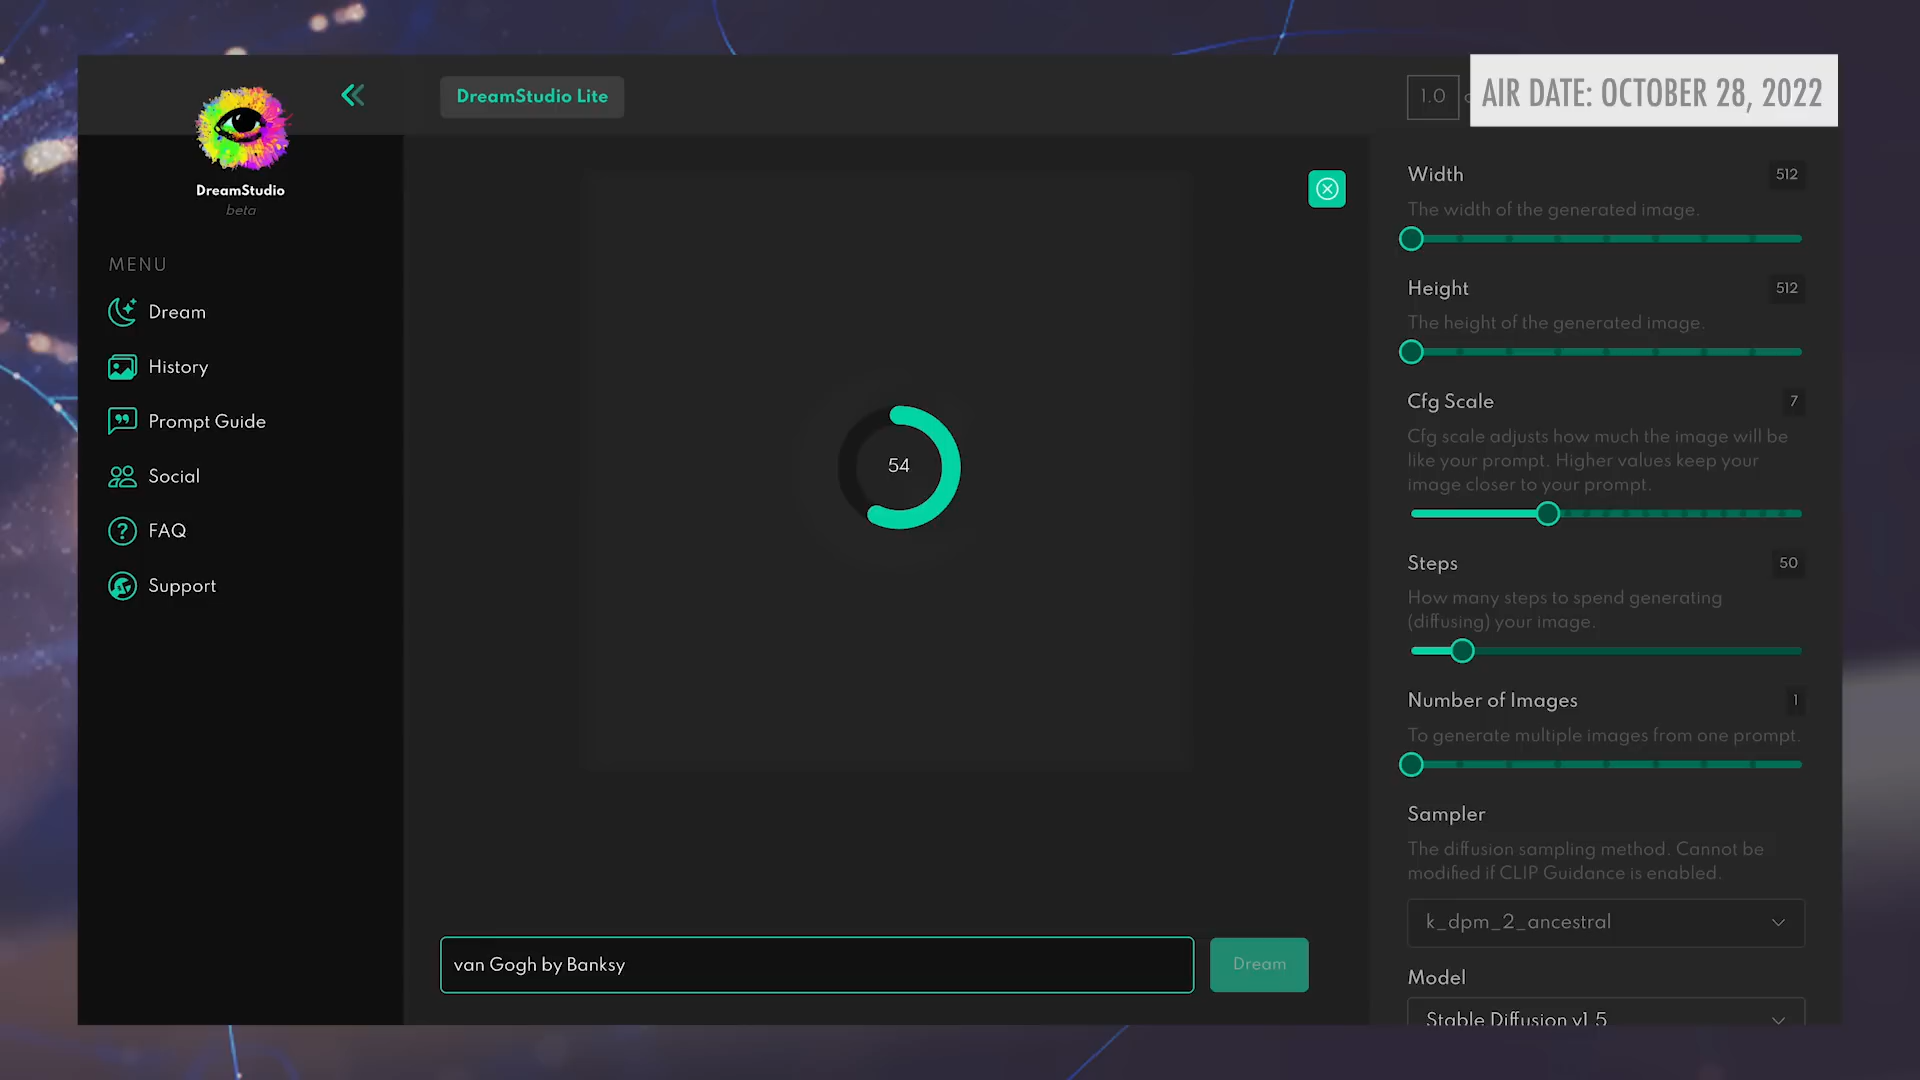 DreamStudio
beta
MENU
Dream
History
Prompt Guide
Social
FAQ
Support
DreamStudio Lite
54
van Gogh by Banksy
Dream
1.0
AIR DATE: OCTOBER 28, 2022
Width 512
The width of the generated image.
Height 512
The height of the generated image.
Cfg Scale 7
Cfg scale adjusts how much the image will be
like your prompt. Higher values keep your
image closer to your prompt.
Steps 50
How many steps to spend generating
(diffusing) your image.
Number of Images 1
To generate multiple images from one prompt.
Sampler
The diffusion sampling method. Cannot be
modified if CLIP Guidance is enabled.
k_dpm_2_ancestral
Model
Stable Diffusion v1.5